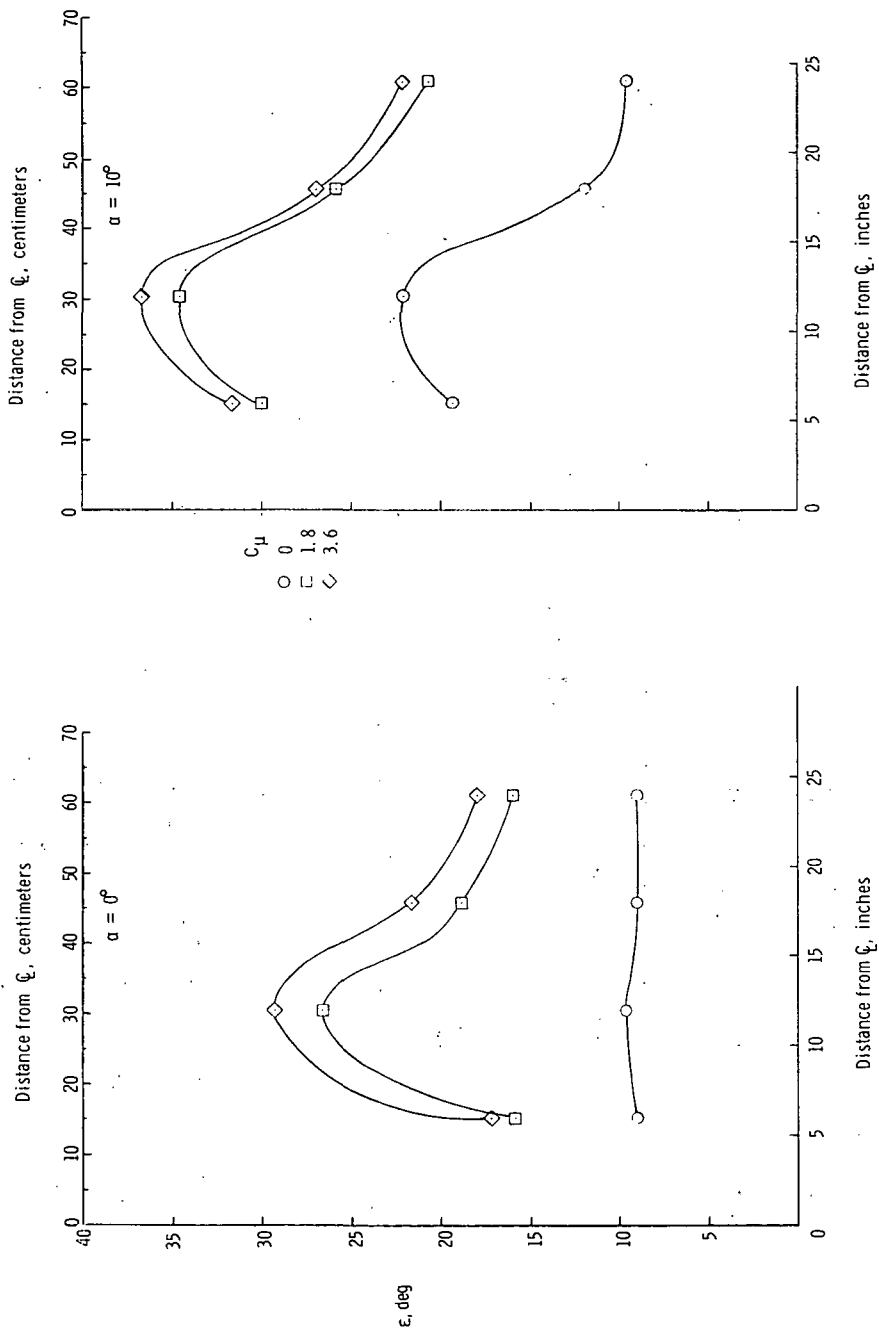 Distance from ℄, centimeters
0 10 20 30 40 50 60 70
α = 0°
40
35
30
25
20
15
10
5
0 5 10 15 20 25
ε, deg
Distance from ℄, inches
Cμ
○ 0
□ 1.8
◇ 3.6
Distance from ℄, centimeters
0 10 20 30 40 50 60 70
α = 10°
0 5 10 15 20 25
Distance from ℄, inches